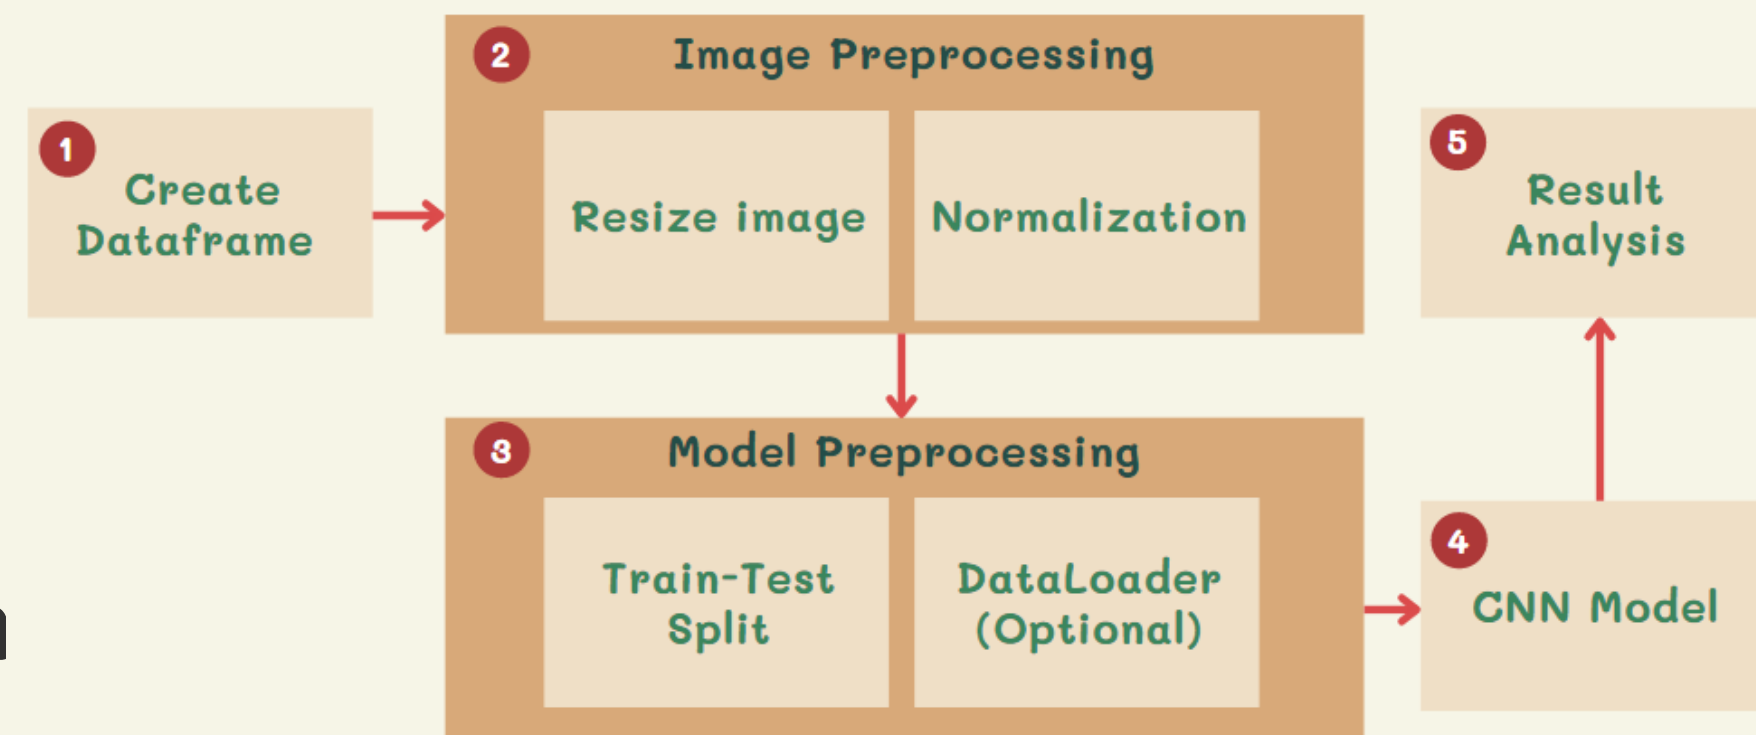 1
Create
Dataframe
2
Image Preprocessing
Resize image
Normalization
3
Model Preprocessing
Train-Test
Split
DataLoader
(Optional)
4
CNN Model
5
Result
Analysis